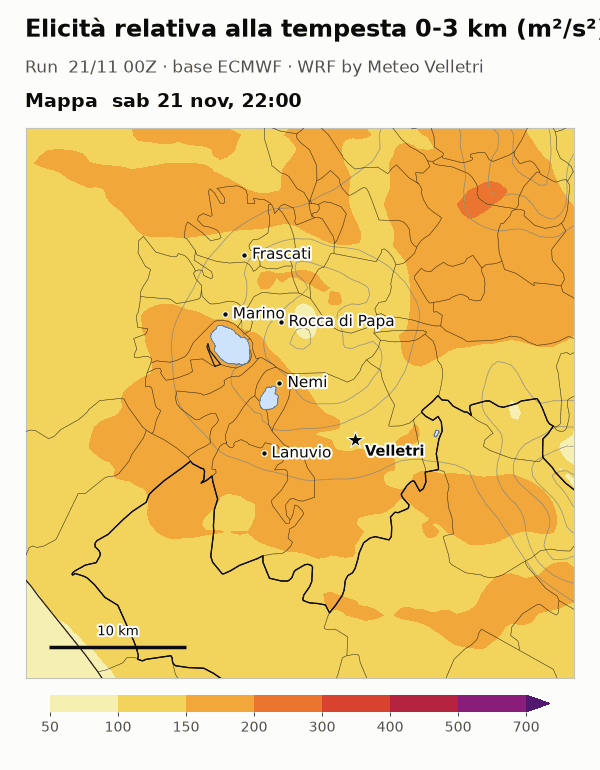 Elicità relativa alla tempesta 0-3 km (m²/s²)
Run  21/11 00Z · base ECMWF · WRF by Meteo Velletri
Mappa  sab 21 nov, 22:00
Frascati
Marino
Rocca di Papa
Nemi
Velletri
Lanuvio
10 km
50 100 150 200 300 400 500 700